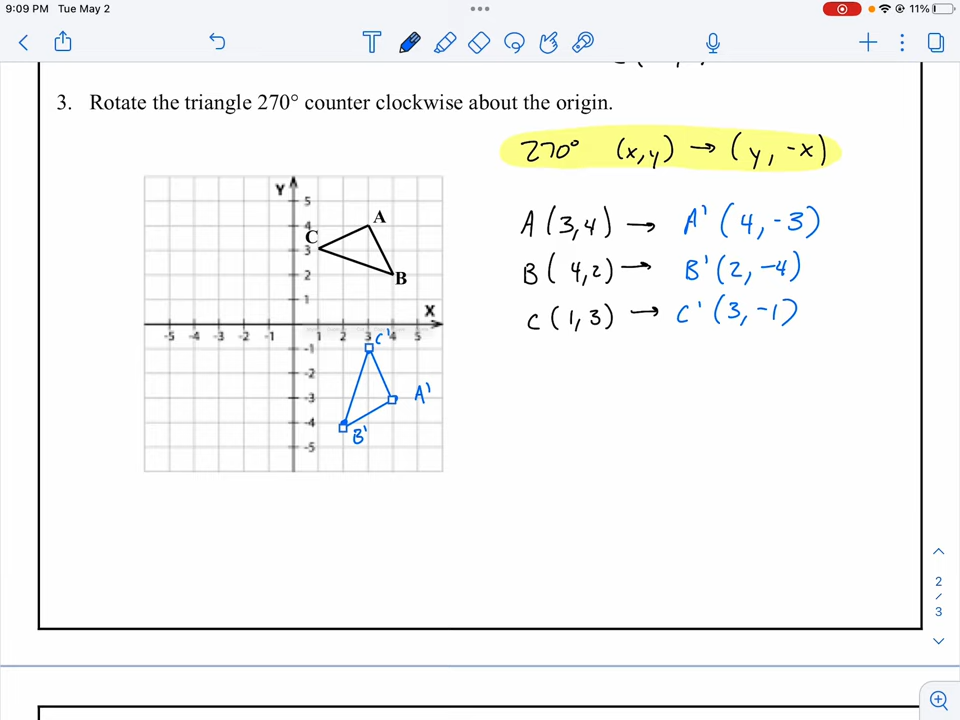 9:09 PM Tue May 2
11%
T
3. Rotate the triangle 270° counter clockwise about the origin.
270° (x,y) → (y, -x)
A (3,4) → A' (4, -3)
B (4,2) → B' (2, -4)
C (1,3) → C' (3, -1)
Y
5
4
A
C
3
2
B
1
X
-5 -4 -3 -2 -1 1 2 3 4 5
C'
-1
-2
-3
A'
-4
B'
-5
2
/
3